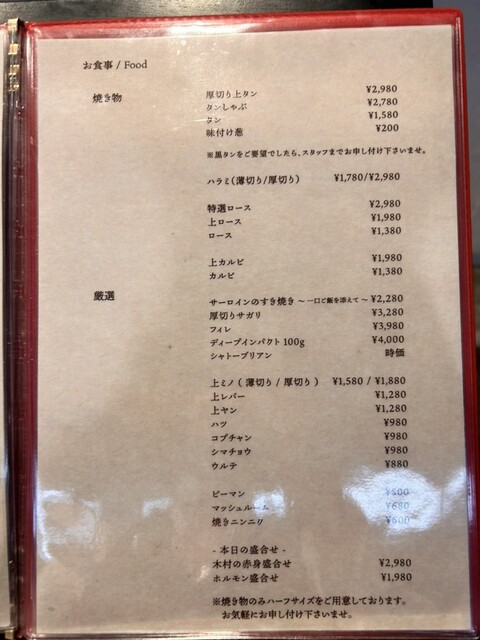 お食事 / Food
焼き物
厚切り上タン ¥2,980
タンしゃぶ ¥2,780
タン ¥1,580
味付け葱 ¥200
※黒タンをご要望でしたら、スタッフまでお申し付け下さいませ。
ハラミ(薄切り/厚切り) ¥1,780/¥2,980
特選ロース ¥2,980
上ロース ¥1,980
ロース ¥1,380
上カルビ ¥1,980
カルビ ¥1,380
厳選
サーロインのすき焼き ～一口ご飯を添えて～ ¥2,280
厚切りサガリ ¥3,280
フィレ ¥3,980
ディープインパクト 100g ¥4,000
シャトーブリアン 時価
上ミノ ( 薄切り / 厚切り ) ¥1,580 / ¥1,880
上レバー ¥1,280
上ヤン ¥1,280
ハツ ¥980
コプチャン ¥980
シマチョウ ¥980
ウルテ ¥880
ピーマン
マッシュルーム ¥680
焼きニンニク ¥600
- 本日の盛合せ -
木村の赤身盛合せ ¥2,980
ホルモン盛合せ ¥1,980
※焼き物のみハーフサイズをご用意しております。
お気軽にお申し付け下さいませ。